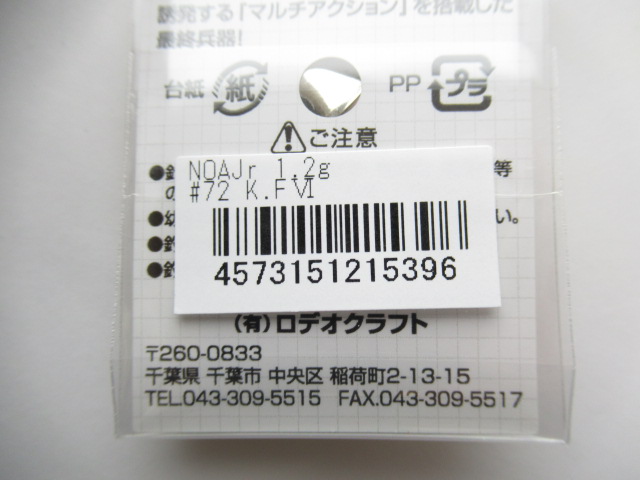 誘発する「マルチアクション」を搭載した
最終兵器!
台紙 紙 PP プラ
ご注意
NOAJr 1.2g
#72 K.FⅥ
4573151215396
(有)ロデオクラフト
〒260-0833
千葉県 千葉市 中央区 稲荷町2-13-15
TEL.043-309-5515 FAX.043-309-5517